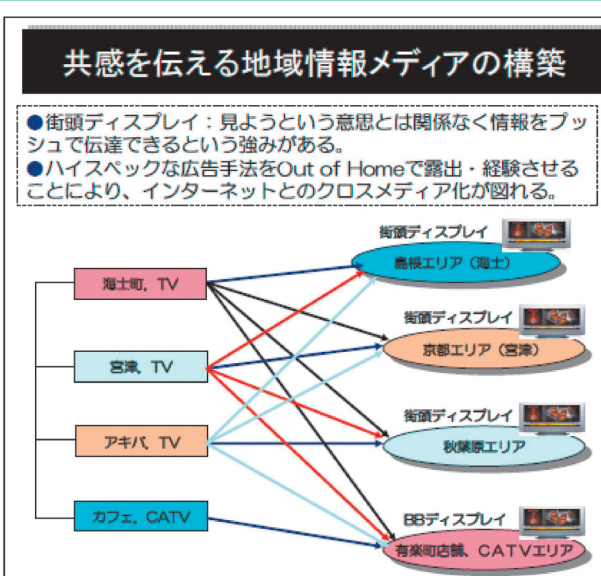 共感を伝える地域情報メディアの構築
●街頭ディスプレイ：見ようという意思とは関係なく情報をプッ
シュで伝達できるという強みがある。
●ハイスペックな広告手法をOut of Homeで露出・経験させる
ことにより、インターネットとのクロスメディア化が図れる。
街頭ディスプレイ
島根エリア（海士）
海士町．TV
街頭ディスプレイ
京都エリア（宮津）
宮津．TV
街頭ディスプレイ
秋葉原エリア
アキバ．TV
BBディスプレイ
有楽町店舗、CATVエリア
カフェ．CATV